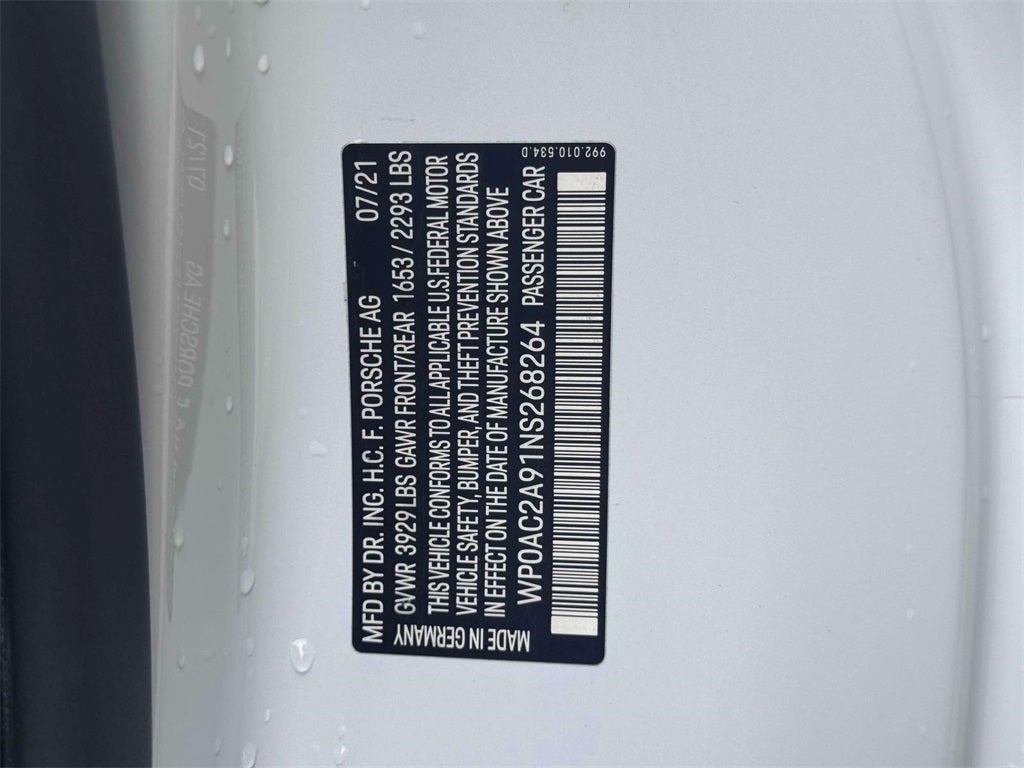 MFD BY DR. ING. H.C. F. PORSCHE AG 07/21
GVWR 3929 LBS GAWR FRONT/REAR 1653 / 2293 LBS
THIS VEHICLE CONFORMS TO ALL APPLICABLE U.S.FEDERAL MOTOR
VEHICLE SAFETY, BUMPER, AND THEFT PREVENTION STANDARDS
IN EFFECT ON THE DATE OF MANUFACTURE SHOWN ABOVE
WP0AC2A91NS268264 PASSENGER CAR
MADE IN GERMANY
992.010.534.D